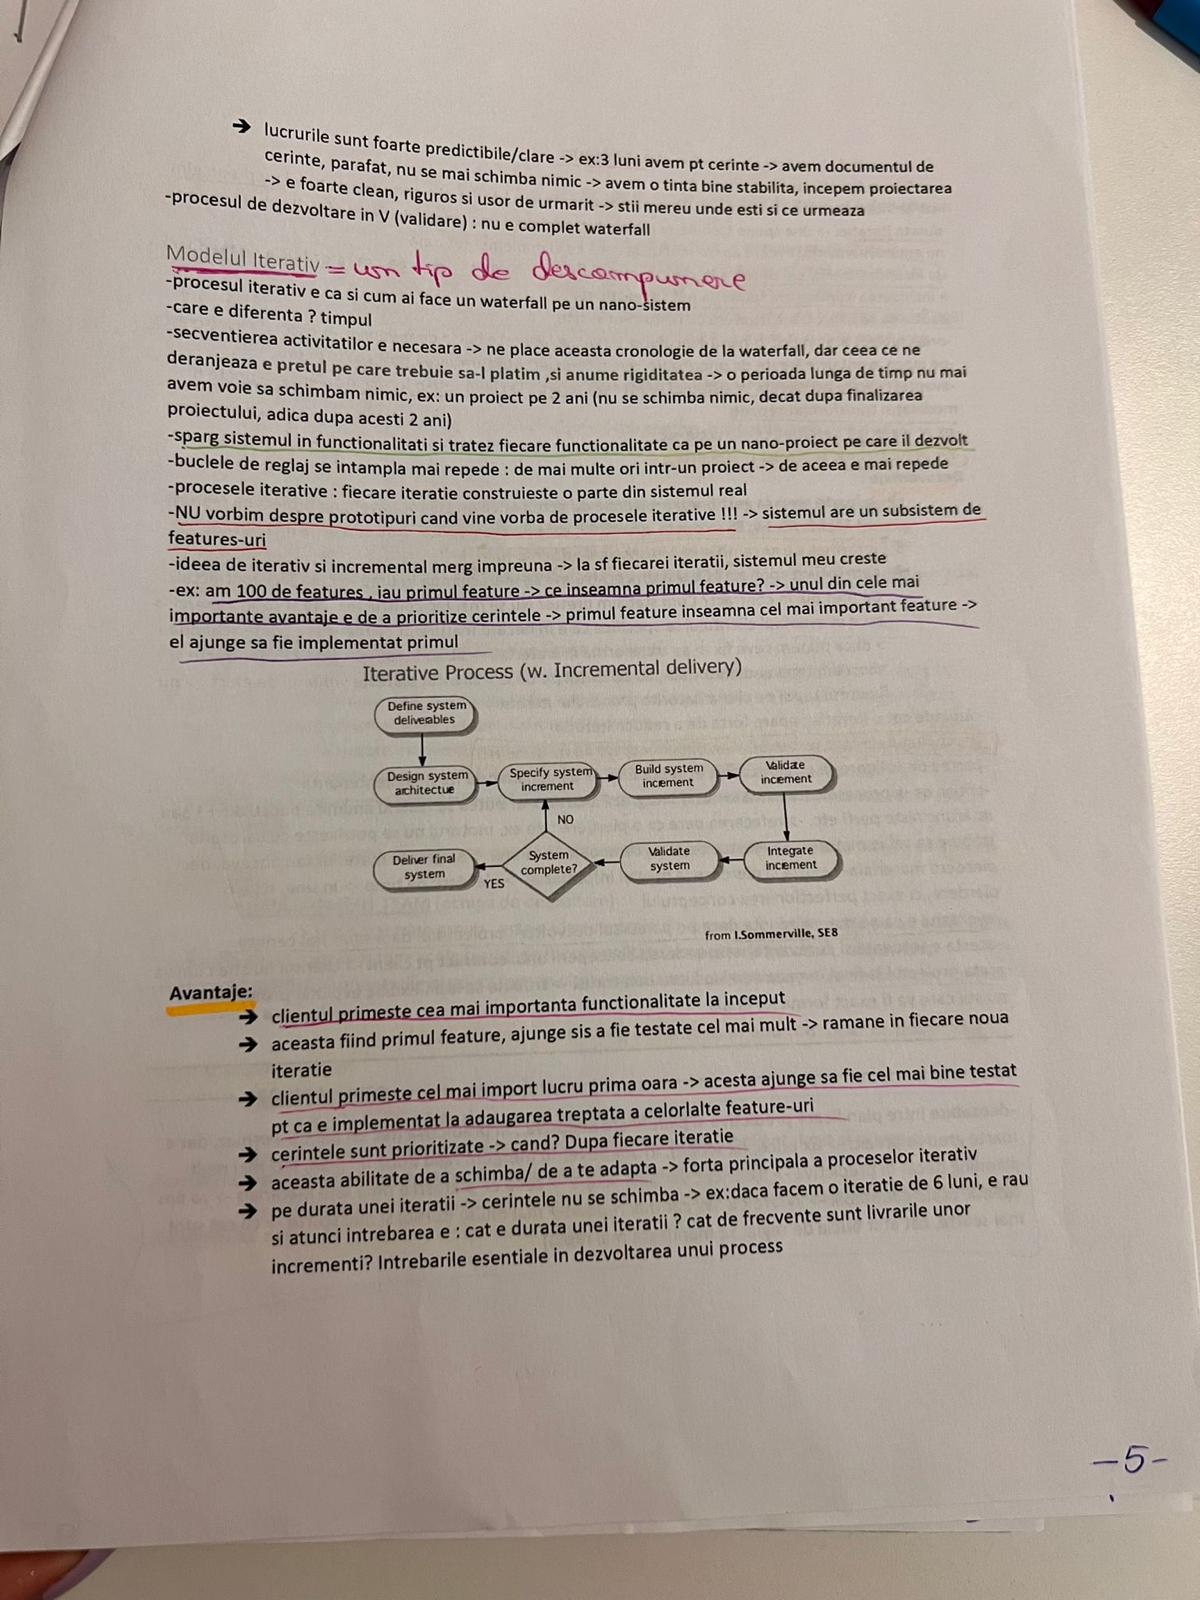 → lucrurile sunt foarte predictibile/clare -> ex:3 luni avem pt cerinte -> avem documentul de
cerinte, parafat, nu se mai schimba nimic -> avem o tinta bine stabilita, incepem proiectarea
-> e foarte clean, riguros si usor de urmarit -> stii mereu unde esti si ce urmeaza
-procesul de dezvoltare in V (validare) : nu e complet waterfall
Modelul Iterativ = un tip de descompunere
-procesul iterativ e ca si cum ai face un waterfall pe un nano-sistem
-care e diferenta ? timpul
-secventierea activitatilor e necesara -> ne place aceasta cronologie de la waterfall, dar ceea ce ne
deranjeaza e pretul pe care trebuie sa-l platim ,si anume rigiditatea -> o perioada lunga de timp nu mai
avem voie sa schimbam nimic, ex: un proiect pe 2 ani (nu se schimba nimic, decat dupa finalizarea
proiectului, adica dupa acesti 2 ani)
-sparg sistemul in functionalitati si tratez fiecare functionalitate ca pe un nano-proiect pe care il dezvolt
-buclele de reglaj se intampla mai repede : de mai multe ori intr-un proiect -> de aceea e mai repede
-procesele iterative : fiecare iteratie construieste o parte din sistemul real
-NU vorbim despre prototipuri cand vine vorba de procesele iterative !!! -> sistemul are un subsistem de
features-uri
-ideea de iterativ si incremental merg impreuna -> la sf fiecarei iteratii, sistemul meu creste
-ex: am 100 de features , iau primul feature -> ce inseamna primul feature? -> unul din cele mai
importante avantaje e de a prioritize cerintele -> primul feature inseamna cel mai important feature ->
el ajunge sa fie implementat primul
Iterative Process (w. Incremental delivery)
Define system
deliverables
Design system
architectue
Specify system
increment
Build system
increment
Validate
increment
NO
Deliver final
system
YES
System
complete?
Validate
system
Integate
increment
from I.Sommerville, SE8
Avantaje:
→ clientul primeste cea mai importanta functionalitate la inceput
→ aceasta fiind primul feature, ajunge sis a fie testate cel mai mult -> ramane in fiecare noua
iteratie
→ clientul primeste cel mai import lucru prima oara -> acesta ajunge sa fie cel mai bine testat
pt ca e implementat la adaugarea treptata a celorlalte feature-uri
→ cerintele sunt prioritizate -> cand? Dupa fiecare iteratie
→ aceasta abilitate de a schimba/ de a te adapta -> forta principala a proceselor iterativ
→ pe durata unei iteratii -> cerintele nu se schimba -> ex:daca facem o iteratie de 6 luni, e rau
si atunci intrebarea e : cat e durata unei iteratii ? cat de frecvente sunt livrarile unor
incrementi? Intrebarile esentiale in dezvoltarea unui process
-5-